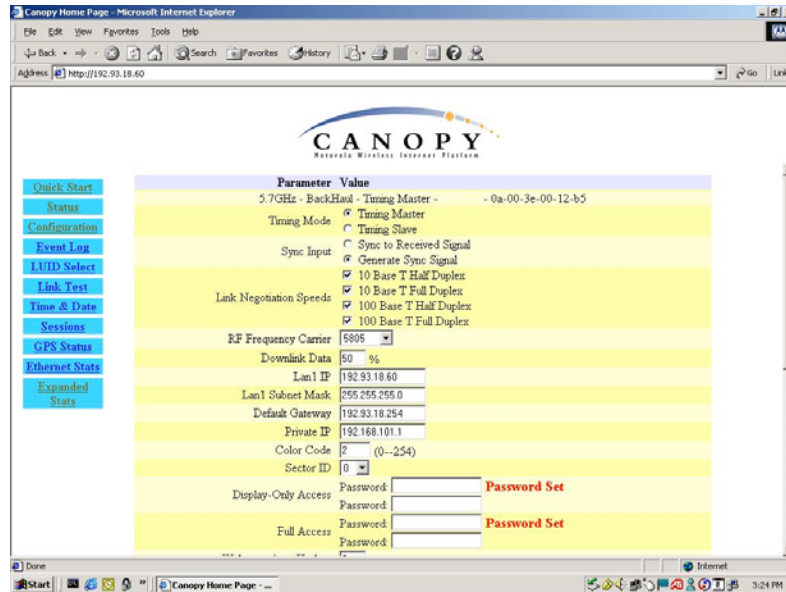 Canopy Home Page - Microsoft Internet Explorer
File Edit View Favorites Tools Help
Back Search Favorites History
Address http://192.93.18.60 Go
CANOPY
Motorola Wireless Internet Platform
Quick Start
Status
Configuration
Event Log
LUID Select
Link Test
Time & Date
Sessions
GPS Status
Ethernet Stats
Expanded
Stats
Parameter Value
5.7GHz - BackHaul - Timing Master - - 0a-00-3e-00-12-b5
Timing Mode Timing Master
Timing Slave
Sync Input Sync to Received Signal
Generate Sync Signal
Link Negotiation Speeds 10 Base T Half Duplex
10 Base T Full Duplex
100 Base T Half Duplex
100 Base T Full Duplex
RF Frequency Carrier 5805
Downlink Data 50 %
Lan1 IP 192.93.18.60
Lan1 Subnet Mask 255.255.255.0
Default Gateway 192.93.18.254
Private IP 192.168.101.1
Color Code 2 (0--254)
Sector ID 0
Display-Only Access Password: Password Set
Password:
Full Access Password: Password Set
Password:
Done Internet
Start Canopy Home Page - ... 3:24 PM